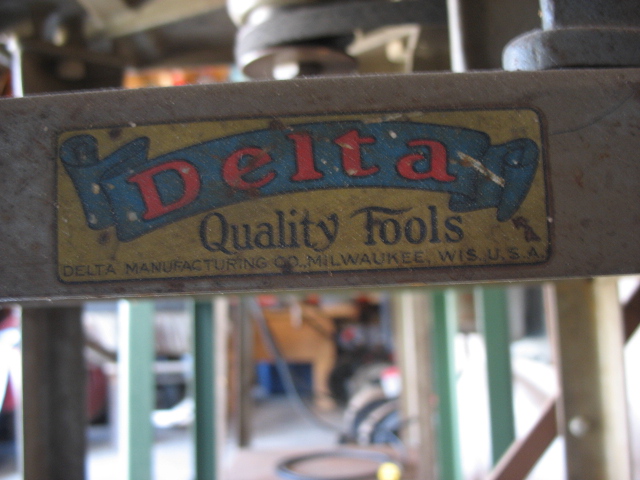 Delta
Quality Tools
DELTA MANUFACTURING CO., MILWAUKEE, WIS., U.S.A.